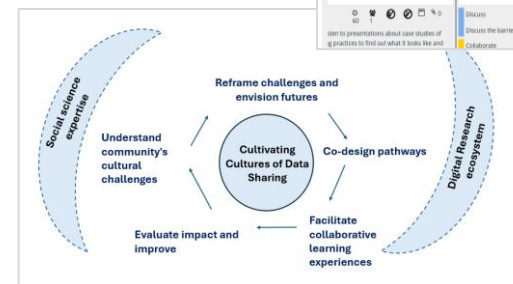 60 1 0
sten to presentations about case studies of
g practices to find out what it looks like and
Discuss
Discuss the barrie
Collaborate
Social science
expertise
Reframe challenges and
envision futures
Understand
community's
cultural
challenges
Cultivating
Cultures of Data
Sharing
Co-design pathways
Digital Research
ecosystem
Evaluate impact and
improve
Facilitate
collaborative
learning
experiences